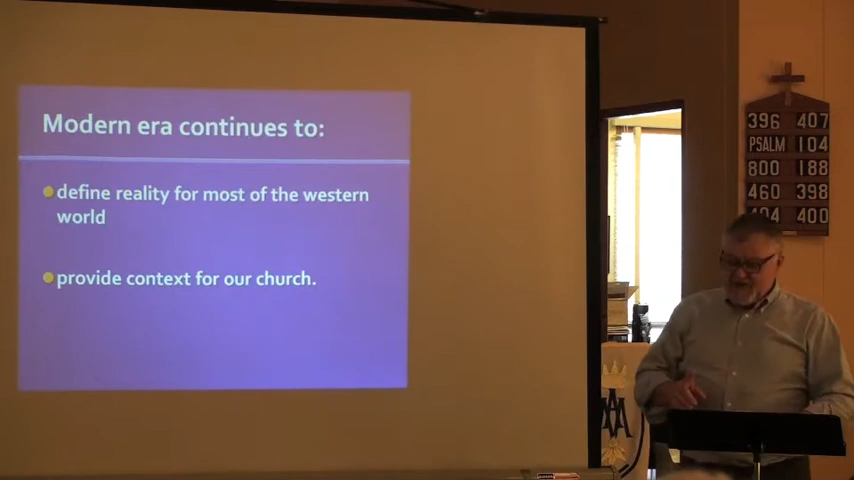 Modern era continues to:
define reality for most of the western
world
provide context for our church.
396 407
PSALM 104
800 188
460 398
404 400